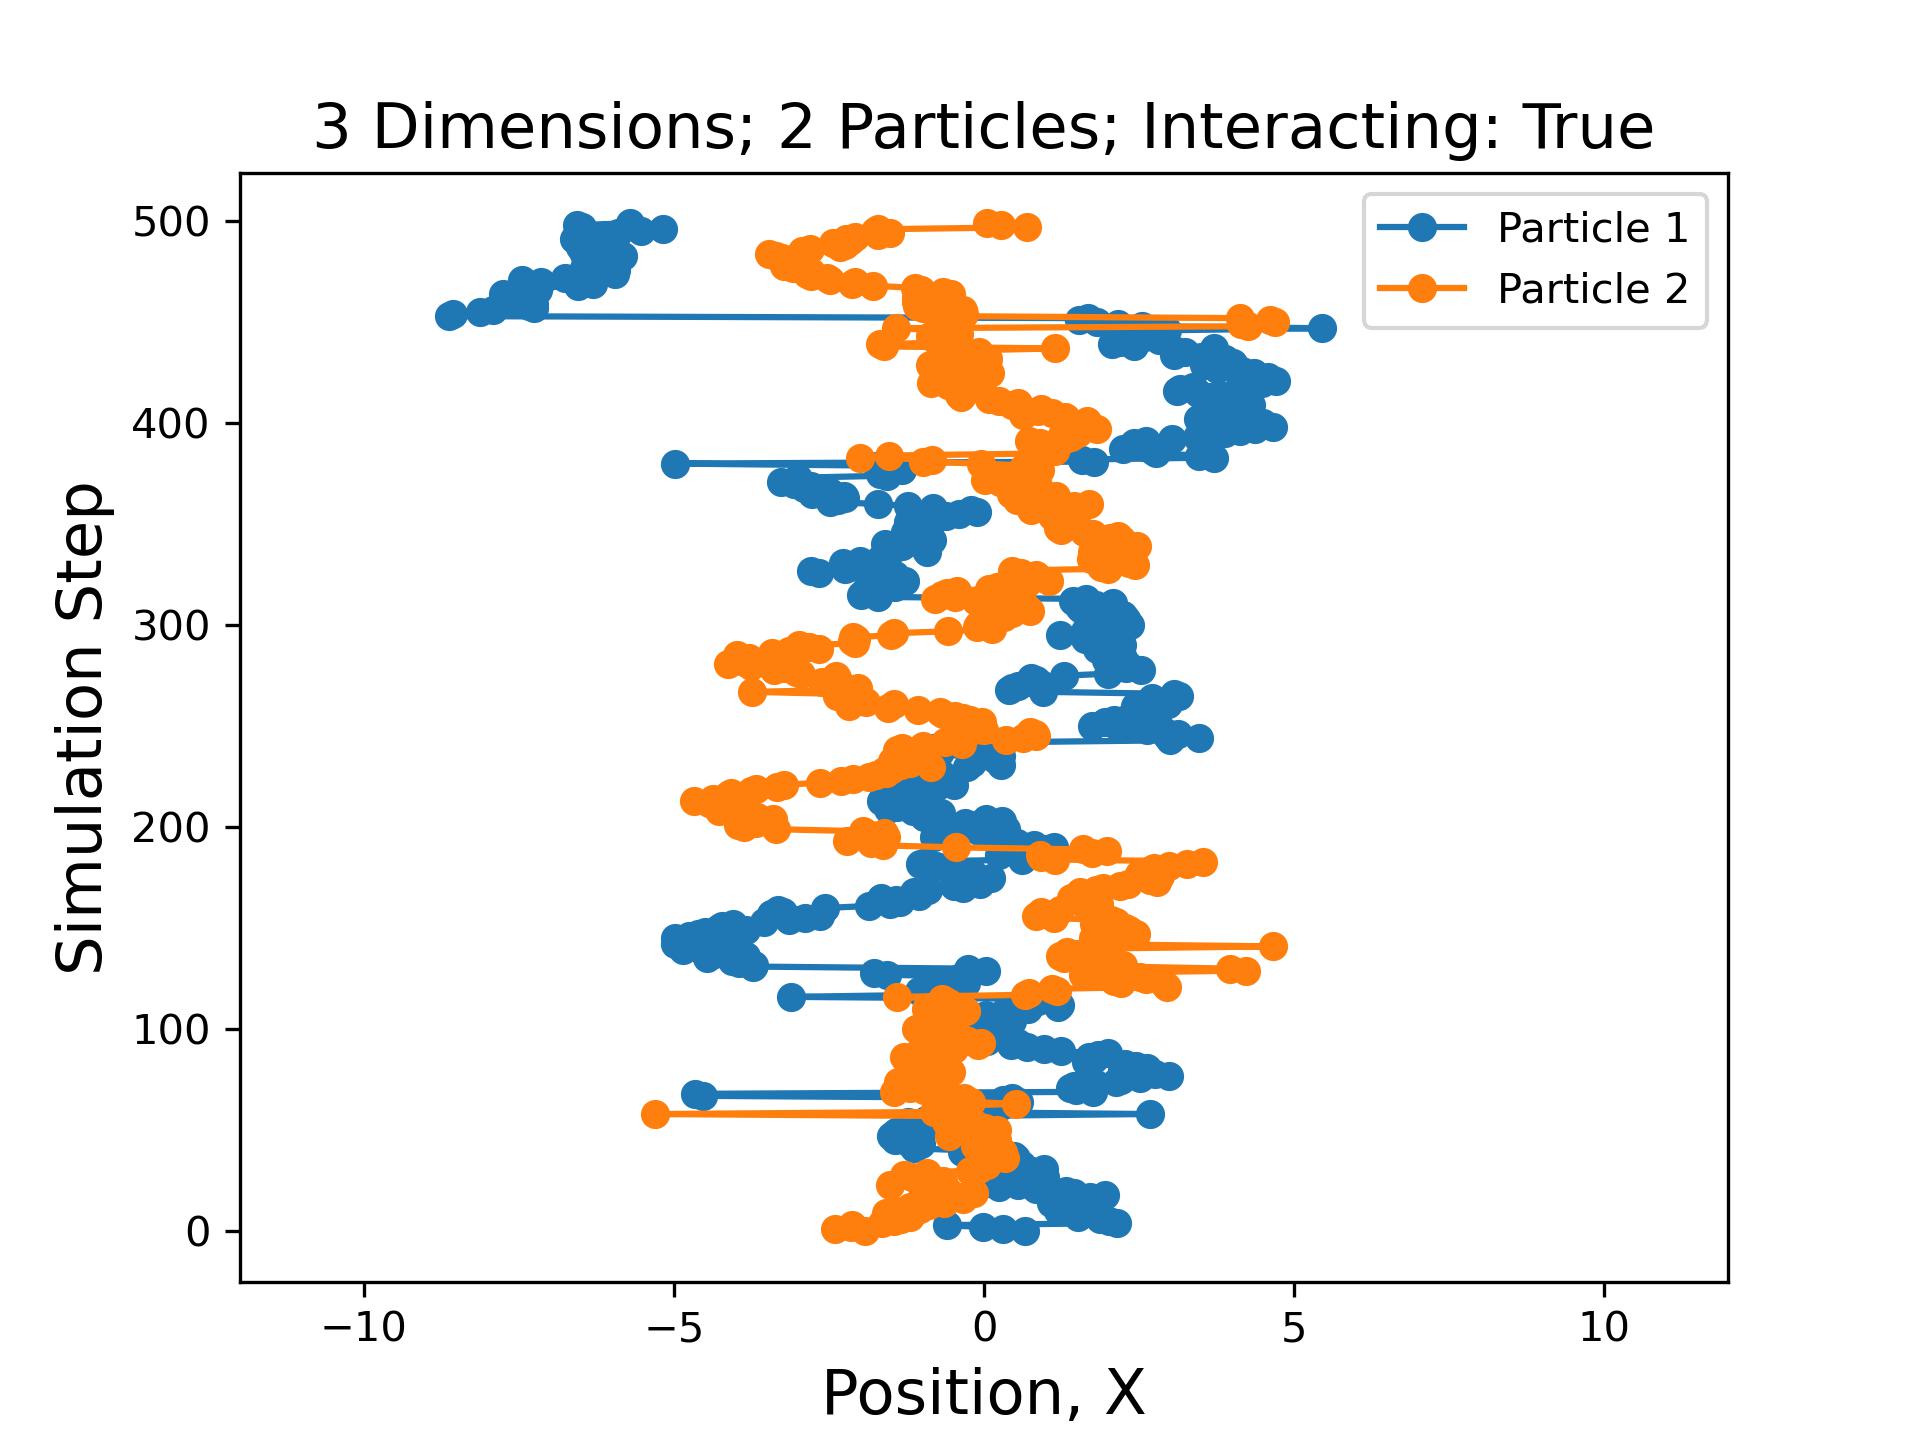 3 Dimensions; 2 Particles; Interacting: True
Particle 1
Particle 2
500
400
300
200
100
0
Simulation Step
−10
−5
0
5
10
Position, X